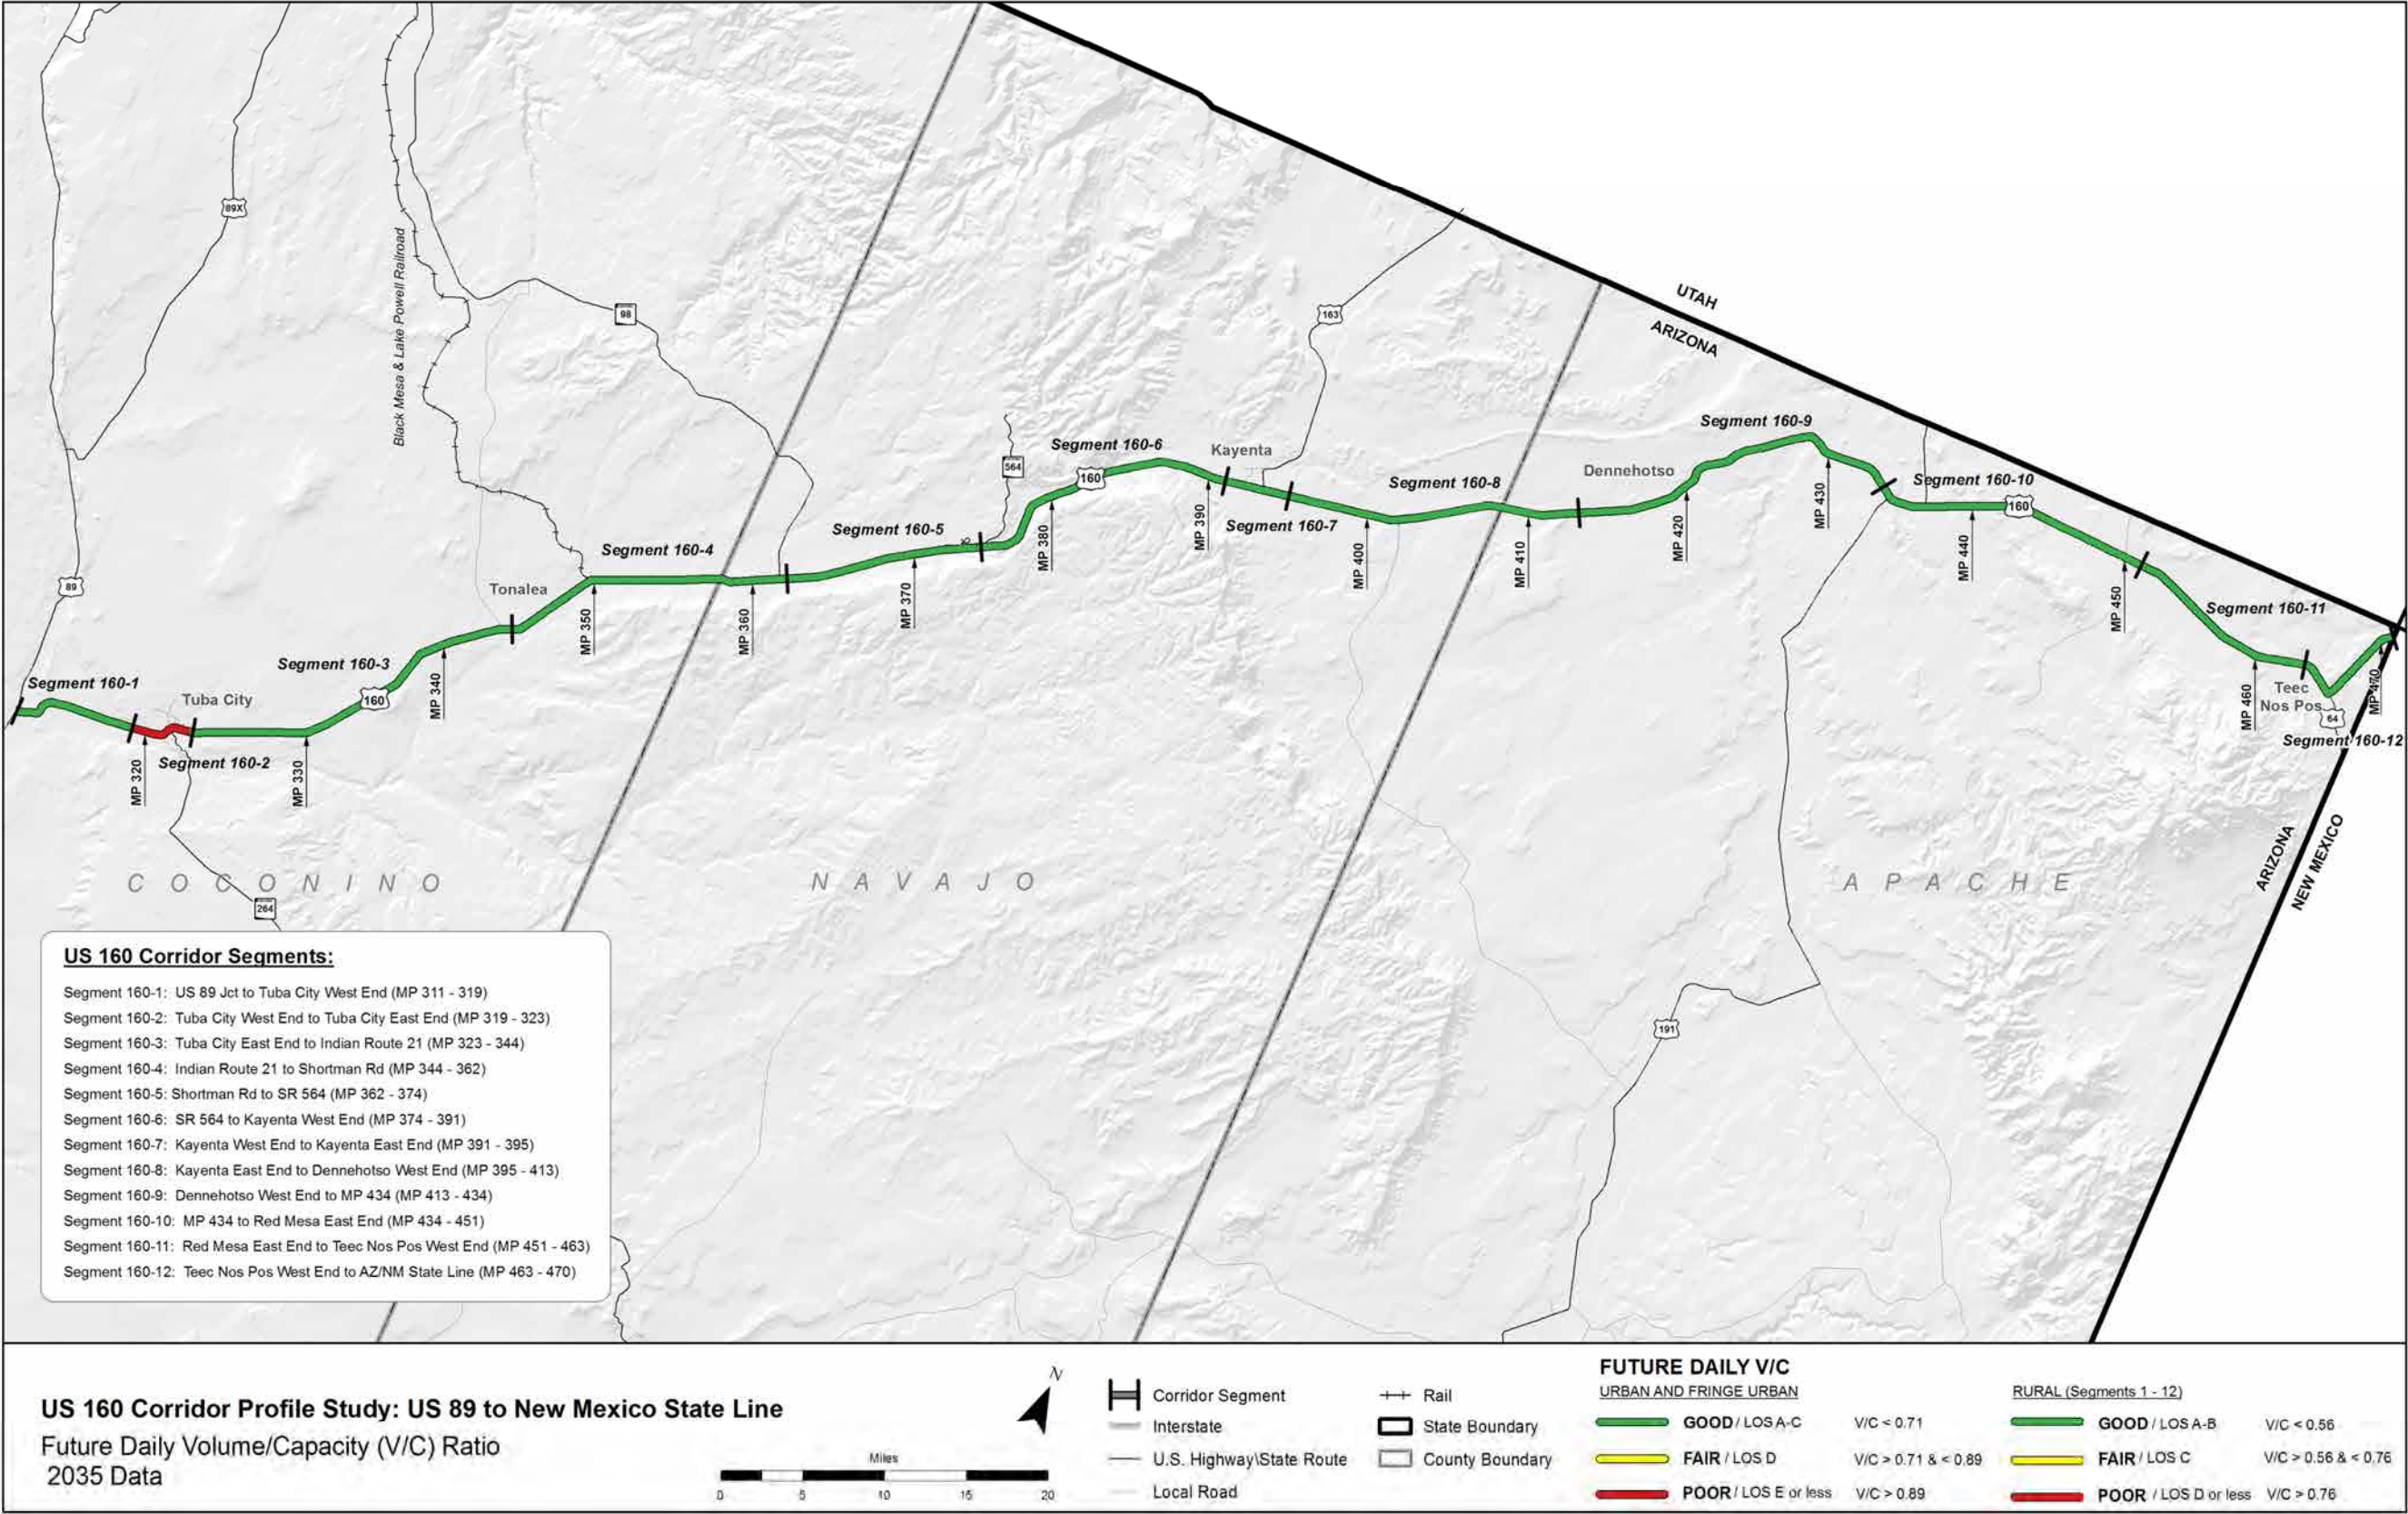 89X
Black Mesa & Lake Powell Railroad
98
163
UTAH
ARIZONA
Segment 160-9
Segment 160-6
Kayenta
564
160
Dennehotso
Segment 160-8
Segment 160-10
160
MP 390
MP 430
MP 380
Segment 160-7
MP 420
Segment 160-5
Segment 160-4
MP 400
MP 410
MP 440
MP 370
89
Tonalea
MP 350
MP 360
MP 450
Segment 160-11
Segment 160-3
Segment 160-1
MP 340
Tuba City
160
MP 460
Teec
Nos Pos
MP 470
64
Segment 160-12
MP 320
Segment 160-2
MP 330
ARIZONA
NEW MEXICO
COCONINO
NAVAJO
APACHE
264
191
US 160 Corridor Segments:
Segment 160-1: US 89 Jct to Tuba City West End (MP 311 - 319)
Segment 160-2: Tuba City West End to Tuba City East End (MP 319 - 323)
Segment 160-3: Tuba City East End to Indian Route 21 (MP 323 - 344)
Segment 160-4: Indian Route 21 to Shortman Rd (MP 344 - 362)
Segment 160-5: Shortman Rd to SR 564 (MP 362 - 374)
Segment 160-6: SR 564 to Kayenta West End (MP 374 - 391)
Segment 160-7: Kayenta West End to Kayenta East End (MP 391 - 395)
Segment 160-8: Kayenta East End to Dennehotso West End (MP 395 - 413)
Segment 160-9: Dennehotso West End to MP 434 (MP 413 - 434)
Segment 160-10: MP 434 to Red Mesa East End (MP 434 - 451)
Segment 160-11: Red Mesa East End to Teec Nos Pos West End (MP 451 - 463)
Segment 160-12: Teec Nos Pos West End to AZ/NM State Line (MP 463 - 470)
US 160 Corridor Profile Study: US 89 to New Mexico State Line
Future Daily Volume/Capacity (V/C) Ratio
2035 Data
Miles
0 5 10 15 20
N
Corridor Segment
Interstate
U.S. Highway\State Route
Local Road
Rail
State Boundary
County Boundary
FUTURE DAILY V/C
URBAN AND FRINGE URBAN
GOOD / LOS A-C V/C < 0.71
FAIR / LOS D V/C > 0.71 & < 0.89
POOR / LOS E or less V/C > 0.89
RURAL (Segments 1 - 12)
GOOD / LOS A-B V/C < 0.56
FAIR / LOS C V/C > 0.56 & < 0.76
POOR / LOS D or less V/C > 0.76